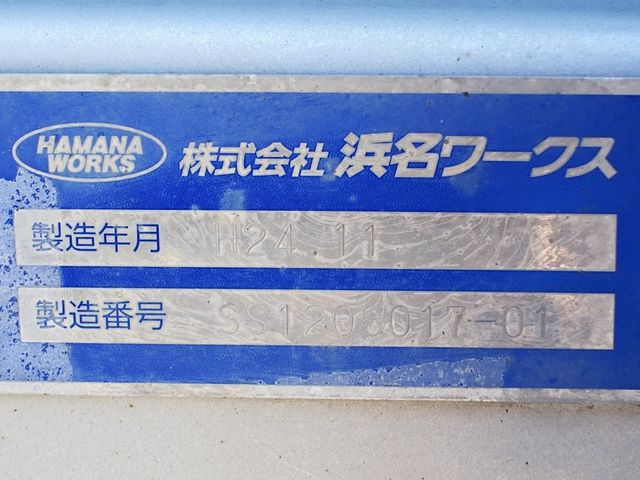 HAMANA
WORKS
株式会社 浜名ワークス
製造年月 H24.11
製造番号 SS1203017-01